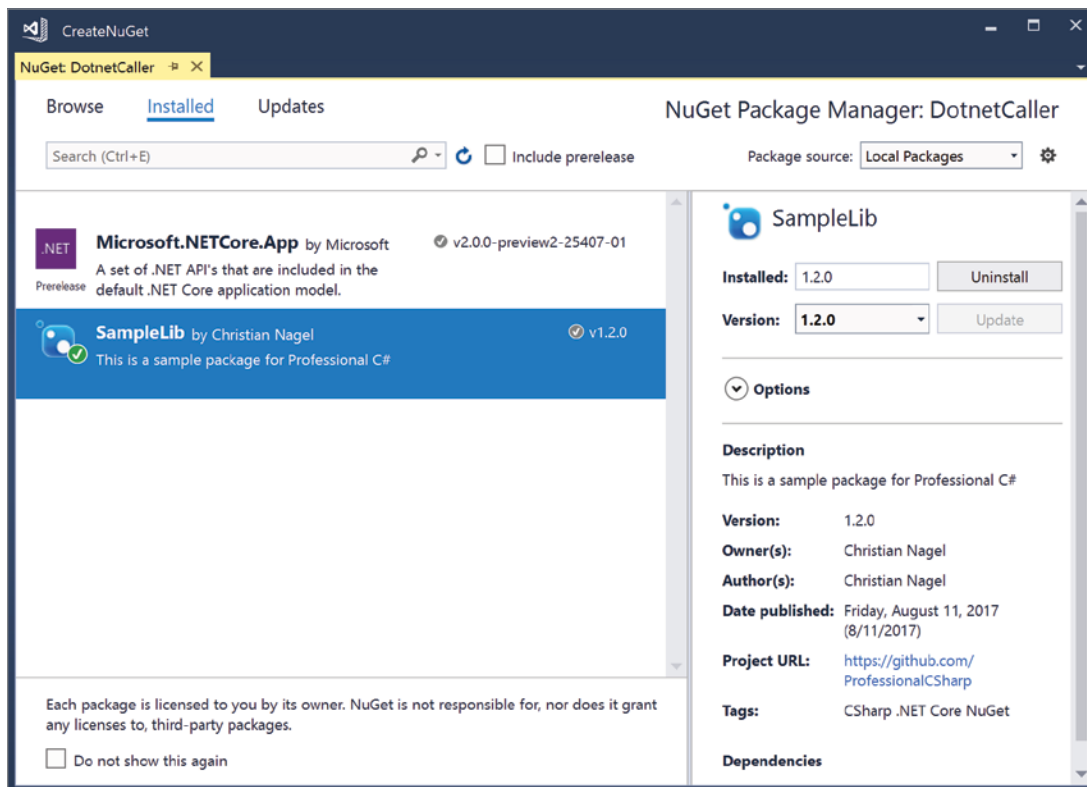 CreateNuGet
NuGet: DotnetCaller
Browse Installed Updates
NuGet Package Manager: DotnetCaller
Search (Ctrl+E)
Include prerelease
Package source: Local Packages
.NET
Prerelease
Microsoft.NETCore.App by Microsoft
v2.0.0-preview2-25407-01
A set of .NET API's that are included in the
default .NET Core application model.
SampleLib by Christian Nagel
v1.2.0
This is a sample package for Professional C#
Each package is licensed to you by its owner. NuGet is not responsible for, nor does it grant
any licenses to, third-party packages.
Do not show this again
SampleLib
Installed: 1.2.0 Uninstall
Version: 1.2.0 Update
Options
Description
This is a sample package for Professional C#
Version: 1.2.0
Owner(s): Christian Nagel
Author(s): Christian Nagel
Date published: Friday, August 11, 2017
(8/11/2017)
Project URL: https://github.com/
ProfessionalCSharp
Tags: CSharp .NET Core NuGet
Dependencies